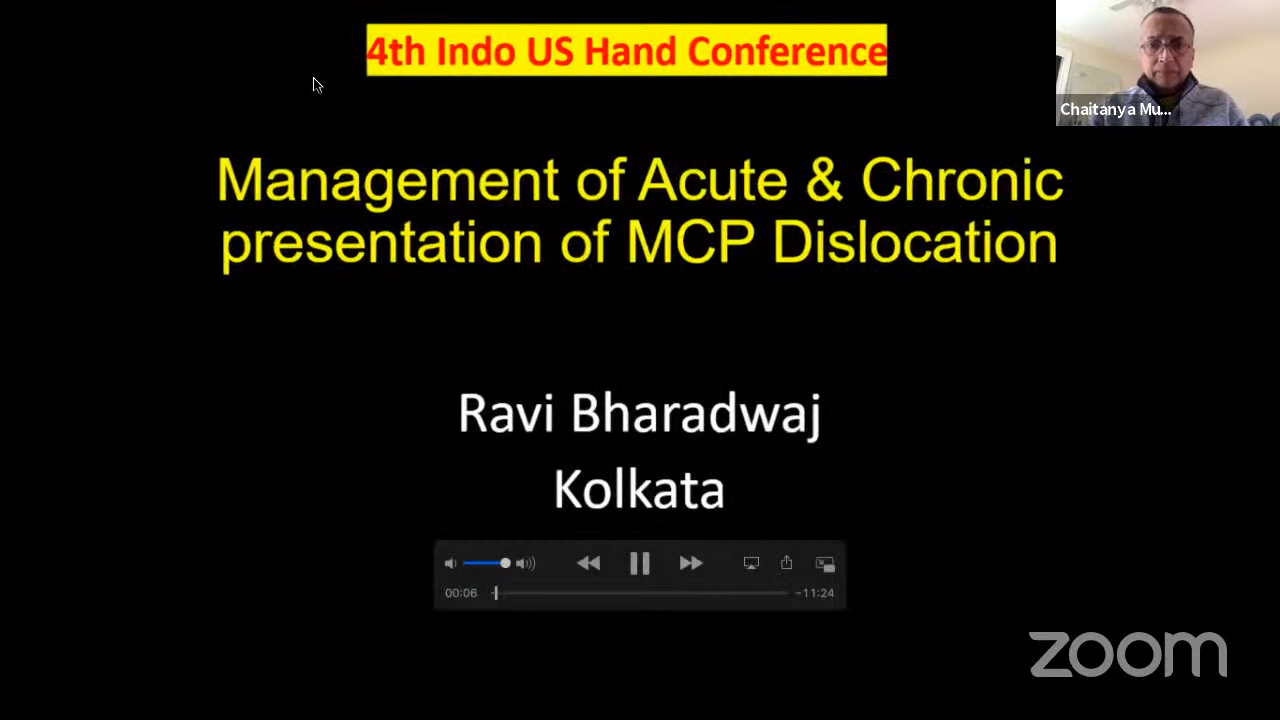 4th Indo US Hand Conference
Chaitanya Mu...
Management of Acute & Chronic
presentation of MCP Dislocation
Ravi Bharadwaj
Kolkata
00:06
-11:24
zoom